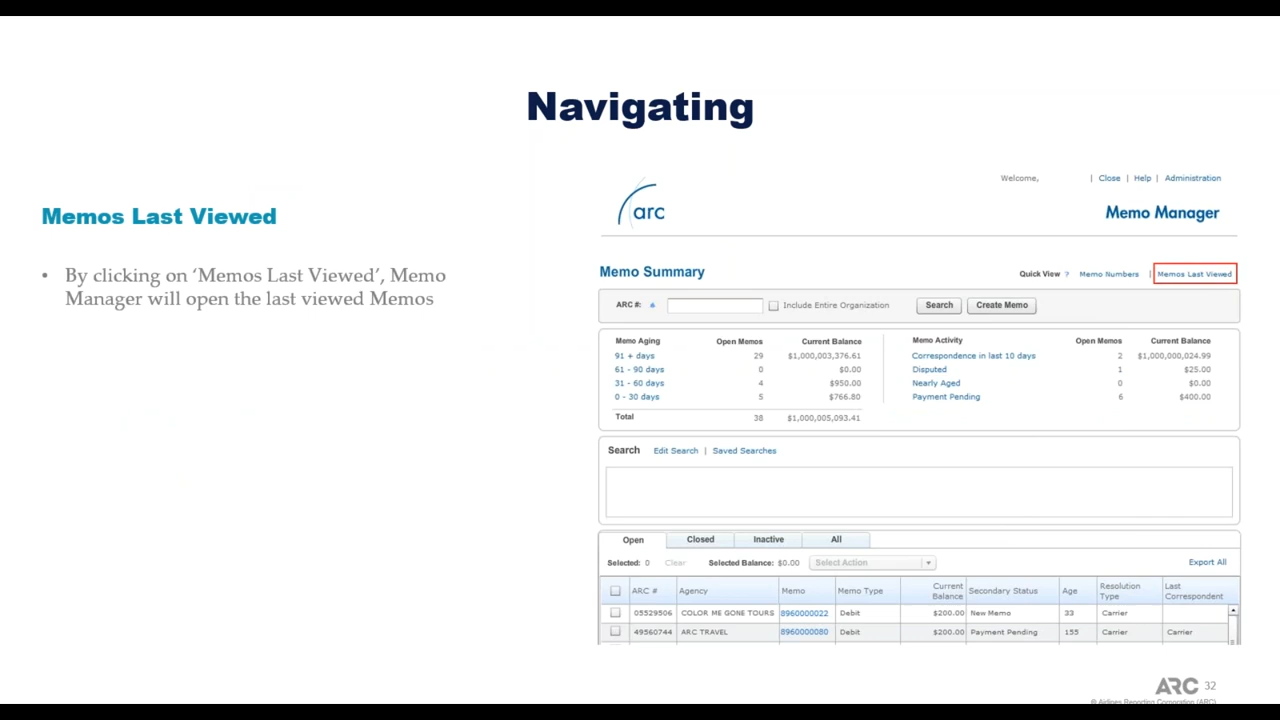 Navigating
Memos Last Viewed
• By clicking on ‘Memos Last Viewed’, Memo
Manager will open the last viewed Memos
Welcome, | Close | Help | Administration
arc
Memo Manager
Memo Summary
Quick View ? Memo Numbers | Memos Last Viewed
ARC #: Include Entire Organization Search Create Memo
Memo Aging Open Memos Current Balance
91 + days 29 $1,000,003,376.61
61 - 90 days 0 $0.00
31 - 60 days 4 $950.00
0 - 30 days 5 $766.80
Total 38 $1,000,005,093.41
Memo Activity Open Memos Current Balance
Correspondence in last 10 days 2 $1,000,000,024.99
Disputed 1 $25.00
Nearly Aged 0 $0.00
Payment Pending 6 $400.00
Search Edit Search | Saved Searches
Open Closed Inactive All
Selected: 0 Clear Selected Balance: $0.00 Select Action Export All
ARC # Agency Memo Memo Type Current Balance Secondary Status Age Resolution Type Last Correspondent
05529506 COLOR ME GONE TOURS 8960000022 Debit $200.00 New Memo 33 Carrier
49560744 ARC TRAVEL 8960000080 Debit $200.00 Payment Pending 155 Carrier Carrier
ARC 32
© Airlines Reporting Corporation (ARC)